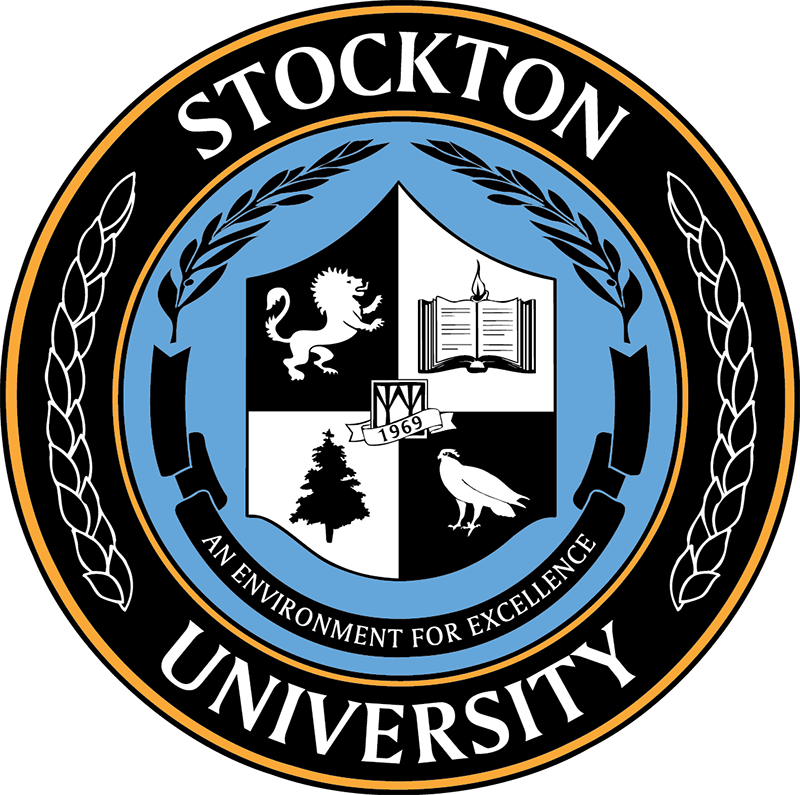 STOCKTON
1969
AN ENVIRONMENT FOR EXCELLENCE
UNIVERSITY